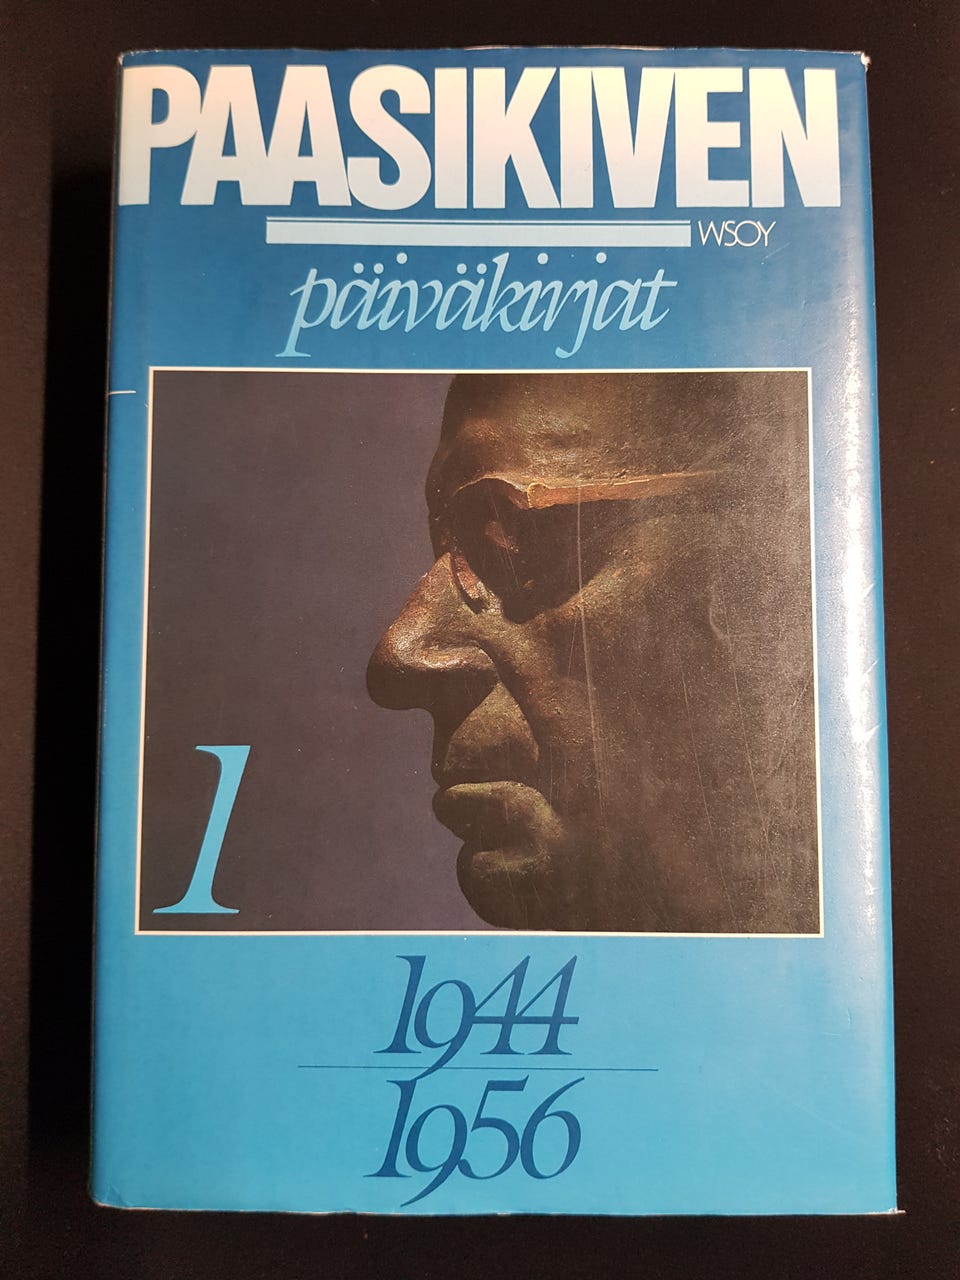 PAASIKIVEN
WSOY
päiväkirjat
1
1944
1956